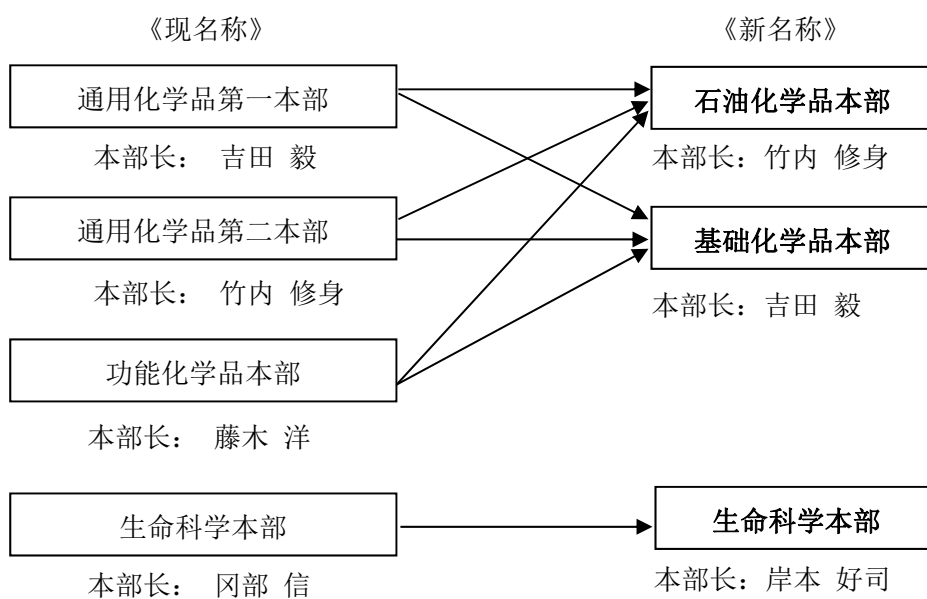 《现名称》
《新名称》
通用化学品第一本部
石油化学品本部
本部长： 吉田 毅
本部长：竹内 修身
通用化学品第二本部
基础化学品本部
本部长： 竹内 修身
本部长：吉田 毅
功能化学品本部
本部长： 藤木 洋
生命科学本部
生命科学本部
本部长： 冈部 信
本部长：岸本 好司